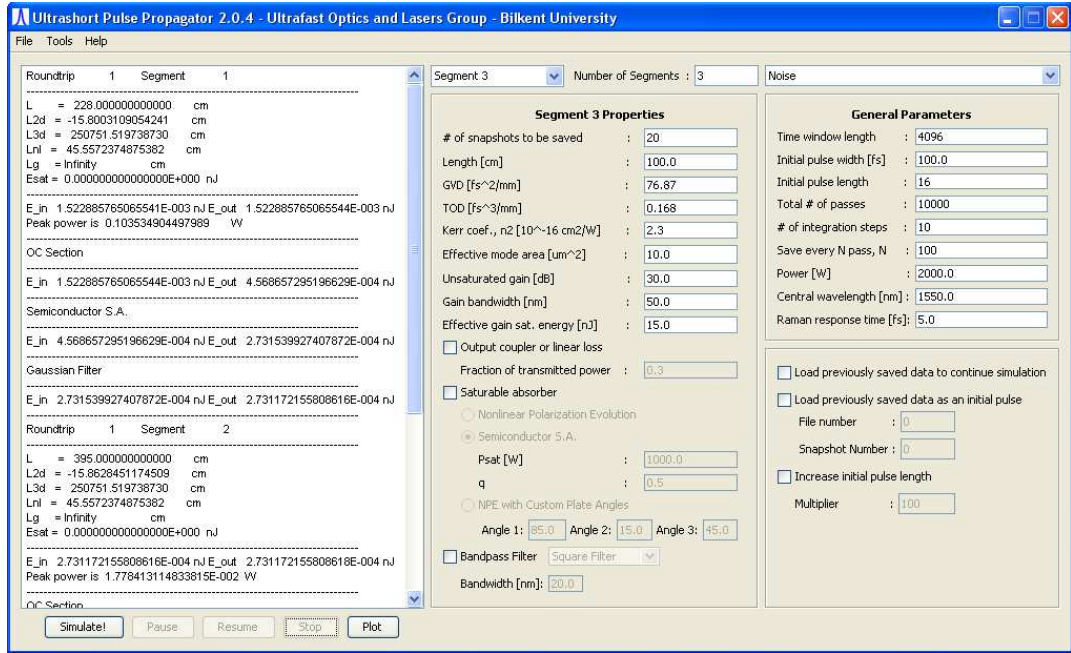 Ultrashort Pulse Propagator 2.0.4 - Ultrafast Optics and Lasers Group - Bilkent University
File Tools Help
Roundtrip 1 Segment 1
L = 228.000000000000 cm
L2d = -15.8003109054241 cm
L3d = 250751.519738730 cm
Lnl = 45.5572374875382 cm
Lg = Infinity cm
Esat = 0.000000000000000E+000 nJ
E_in 1.522885765065541E-003 nJ E_out 1.522885765065544E-003 nJ
Peak power is 0.103534904497989 W
OC Section
E_in 1.522885765065544E-003 nJ E_out 4.568657295196629E-004 nJ
Semiconductor S.A.
E_in 4.568657295196629E-004 nJ E_out 2.731539927407872E-004 nJ
Gaussian Filter
E_in 2.731539927407872E-004 nJ E_out 2.731172155808616E-004 nJ
Roundtrip 1 Segment 2
L = 395.000000000000 cm
L2d = -15.8628451174509 cm
L3d = 250751.519738730 cm
Lnl = 45.5572374875382 cm
Lg = Infinity cm
Esat = 0.000000000000000E+000 nJ
E_in 2.731172155808616E-004 nJ E_out 2.731172155808618E-004 nJ
Peak power is 1.778413114833815E-002 W
OC Section
Simulate! Pause Resume Stop Plot
Segment 3 Number of Segments : 3
Segment 3 Properties
# of snapshots to be saved : 20
Length [cm] : 100.0
GVD [fs^2/mm] : 76.87
TOD [fs^3/mm] : 0.168
Kerr coef., n2 [10^-16 cm2/W] : 2.3
Effective mode area [um^2] : 10.0
Unsaturated gain [dB] : 30.0
Gain bandwidth [nm] : 50.0
Effective gain sat. energy [nJ] : 15.0
Output coupler or linear loss
Fraction of transmitted power : 0.3
Saturable absorber
Nonlinear Polarization Evolution
Semiconductor S.A.
Psat [W] : 1000.0
q : 0.5
NPE with Custom Plate Angles
Angle 1: 85.0 Angle 2: 15.0 Angle 3: 45.0
Bandpass Filter Square Filter
Bandwidth [nm]: 20.0
Noise
General Parameters
Time window length : 4096
Initial pulse width [fs] : 100.0
Initial pulse length : 16
Total # of passes : 10000
# of integration steps : 10
Save every N pass, N : 100
Power [W] : 2000.0
Central wavelength [nm] : 1550.0
Raman response time [fs]: 5.0
Load previously saved data to continue simulation
Load previously saved data as an initial pulse
File number : 0
Snapshot Number : 0
Increase initial pulse length
Multiplier : 100